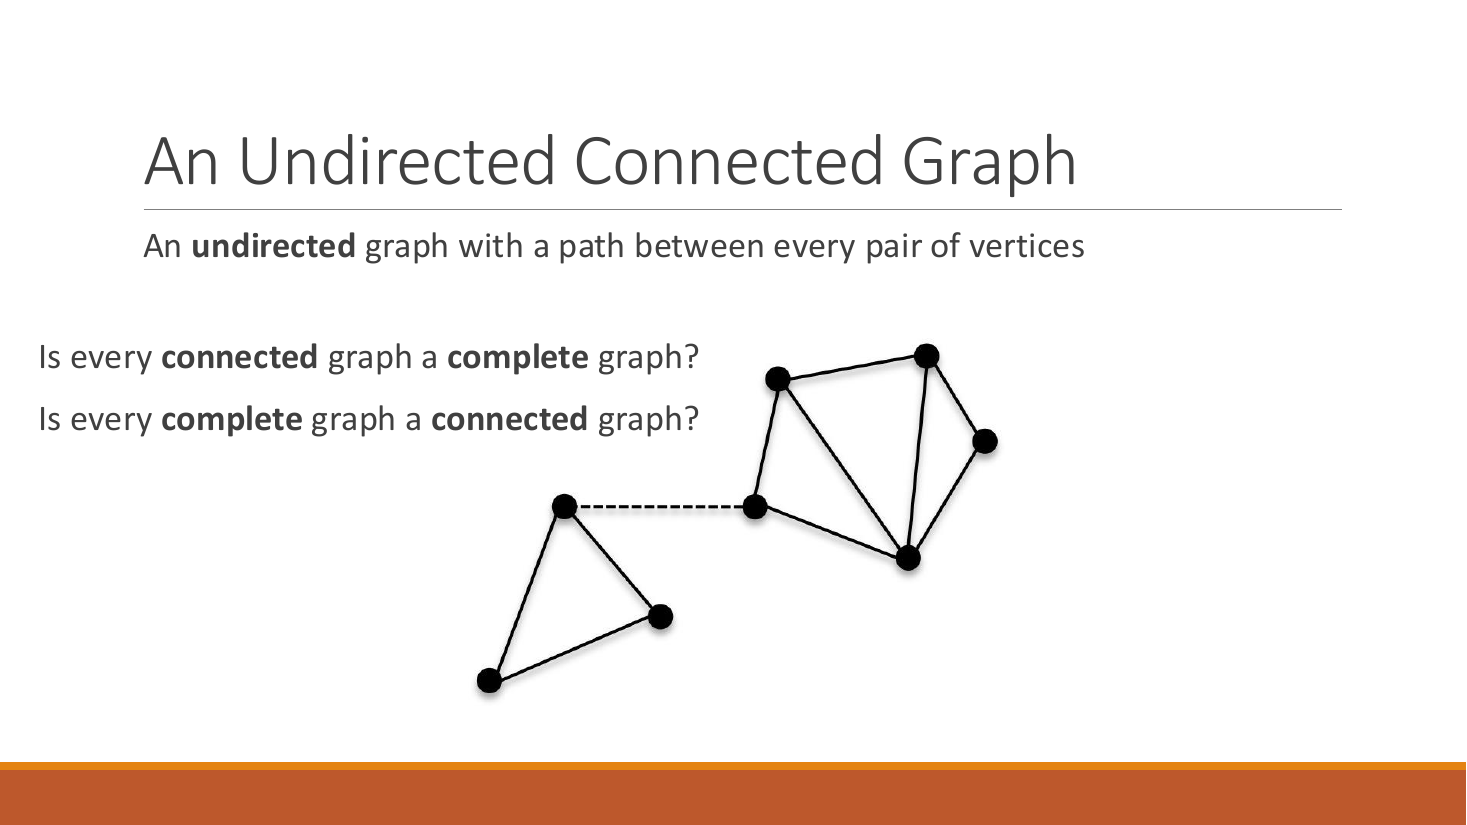 An Undirected Connected Graph
An undirected graph with a path between every pair of vertices
Is every connected graph a complete graph?
Is every complete graph a connected graph?